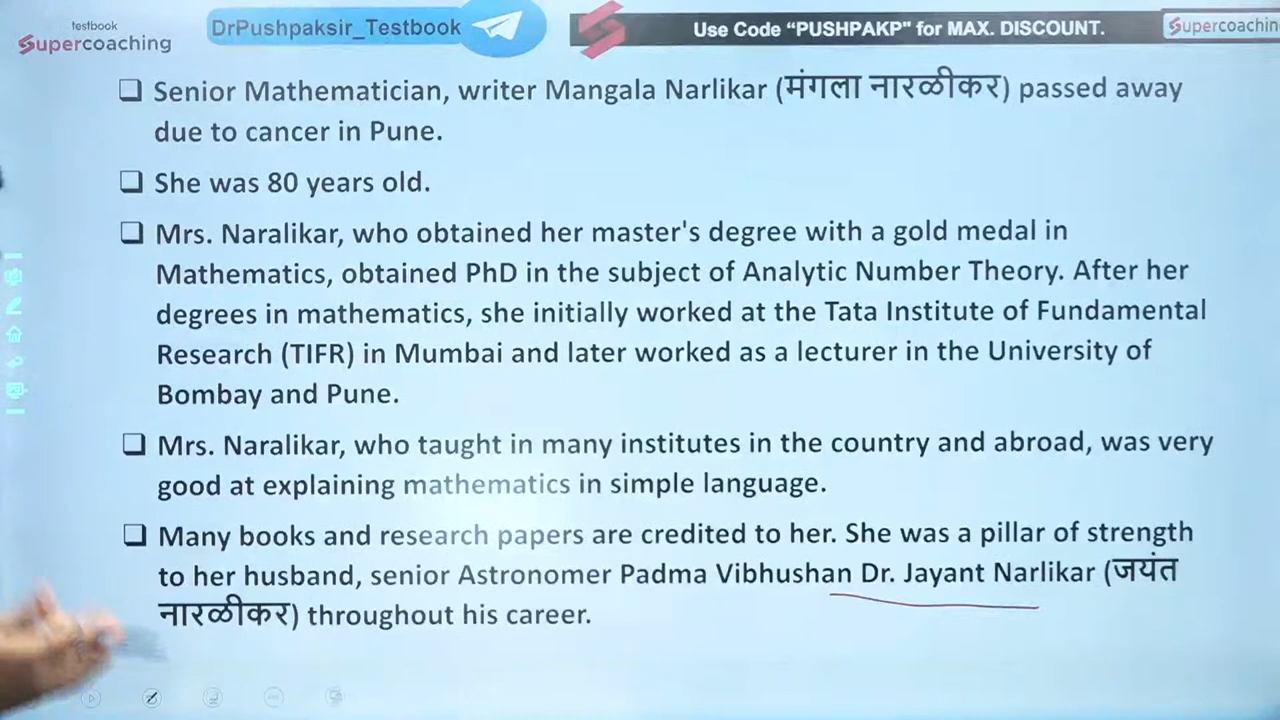 testbook
Supercoaching
DrPushpaksir_Testbook
Use Code “PUSHPAKP" for MAX. DISCOUNT.
Supercoachin
❑ Senior Mathematician, writer Mangala Narlikar (मंगला नारळीकर) passed away
due to cancer in Pune.
❑ She was 80 years old.
❑ Mrs. Naralikar, who obtained her master's degree with a gold medal in
Mathematics, obtained PhD in the subject of Analytic Number Theory. After her
degrees in mathematics, she initially worked at the Tata Institute of Fundamental
Research (TIFR) in Mumbai and later worked as a lecturer in the University of
Bombay and Pune.
❑ Mrs. Naralikar, who taught in many institutes in the country and abroad, was very
good at explaining mathematics in simple language.
❑ Many books and research papers are credited to her. She was a pillar of strength
to her husband, senior Astronomer Padma Vibhushan Dr. Jayant Narlikar (जयंत
नारळीकर) throughout his career.